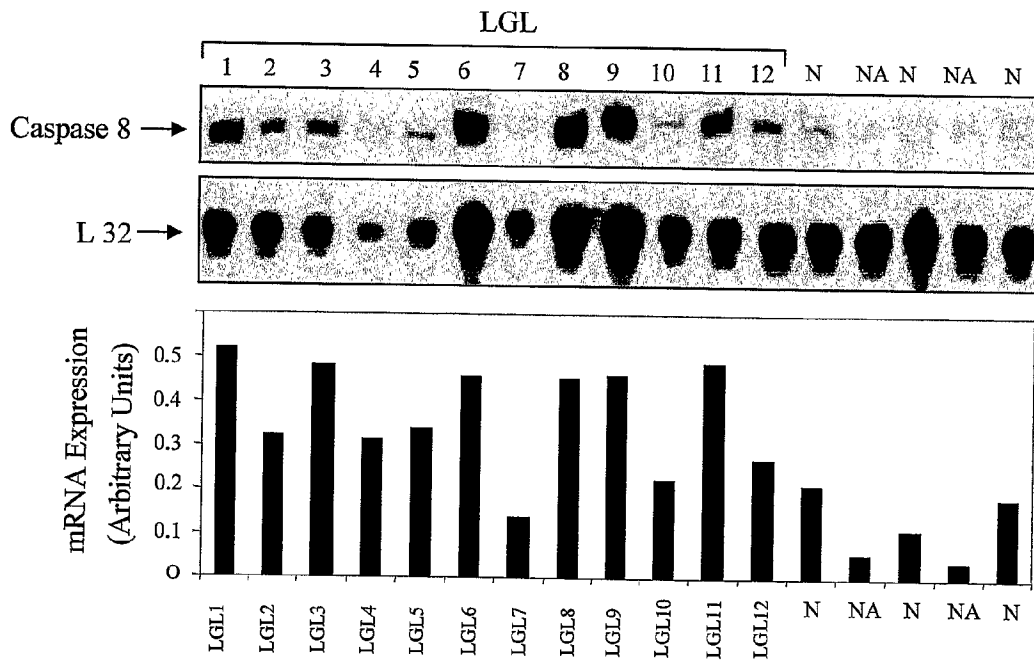 LGL
1 2 3 4 5 6 7 8 9 10 11 12 N NA N NA N
Caspase 8
L 32
mRNA Expression
(Arbitrary Units)
0.5
0.4
0.3
0.2
0.1
0
LGL1 LGL2 LGL3 LGL4 LGL5 LGL6 LGL7 LGL8 LGL9 LGL10 LGL11 LGL12 N NA N NA N